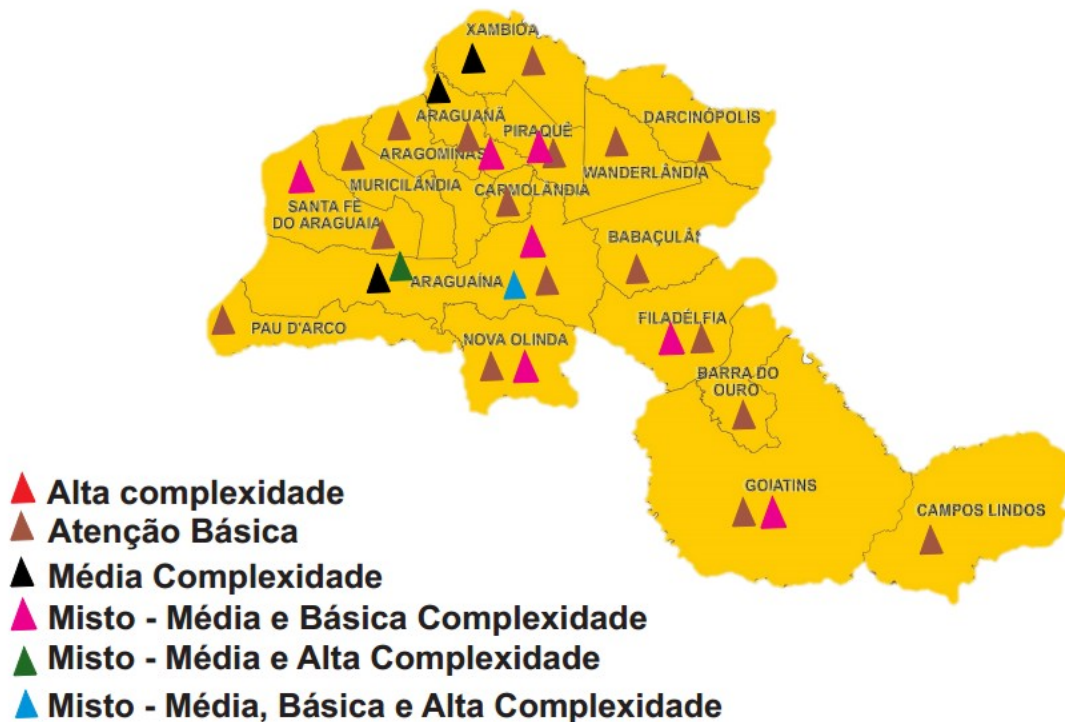 XAMBIOÁ
ARAGUANÃ
PIRAQUÊ
DARCINÓPOLIS
ARAGOMINAS
WANDERLÂNDIA
MURICILÂNDIA
CARMOLÂNDIA
SANTA FÉ
DO ARAGUAIA
BABAÇULÂ
ARAGUAÍNA
PAU D'ARCO
FILADÉLFIA
NOVA OLINDA
BARRA DO
OURO
GOIATINS
CAMPOS LINDOS
Alta complexidade
Atenção Básica
Média Complexidade
Misto - Média e Básica Complexidade
Misto - Média e Alta Complexidade
Misto - Média, Básica e Alta Complexidade